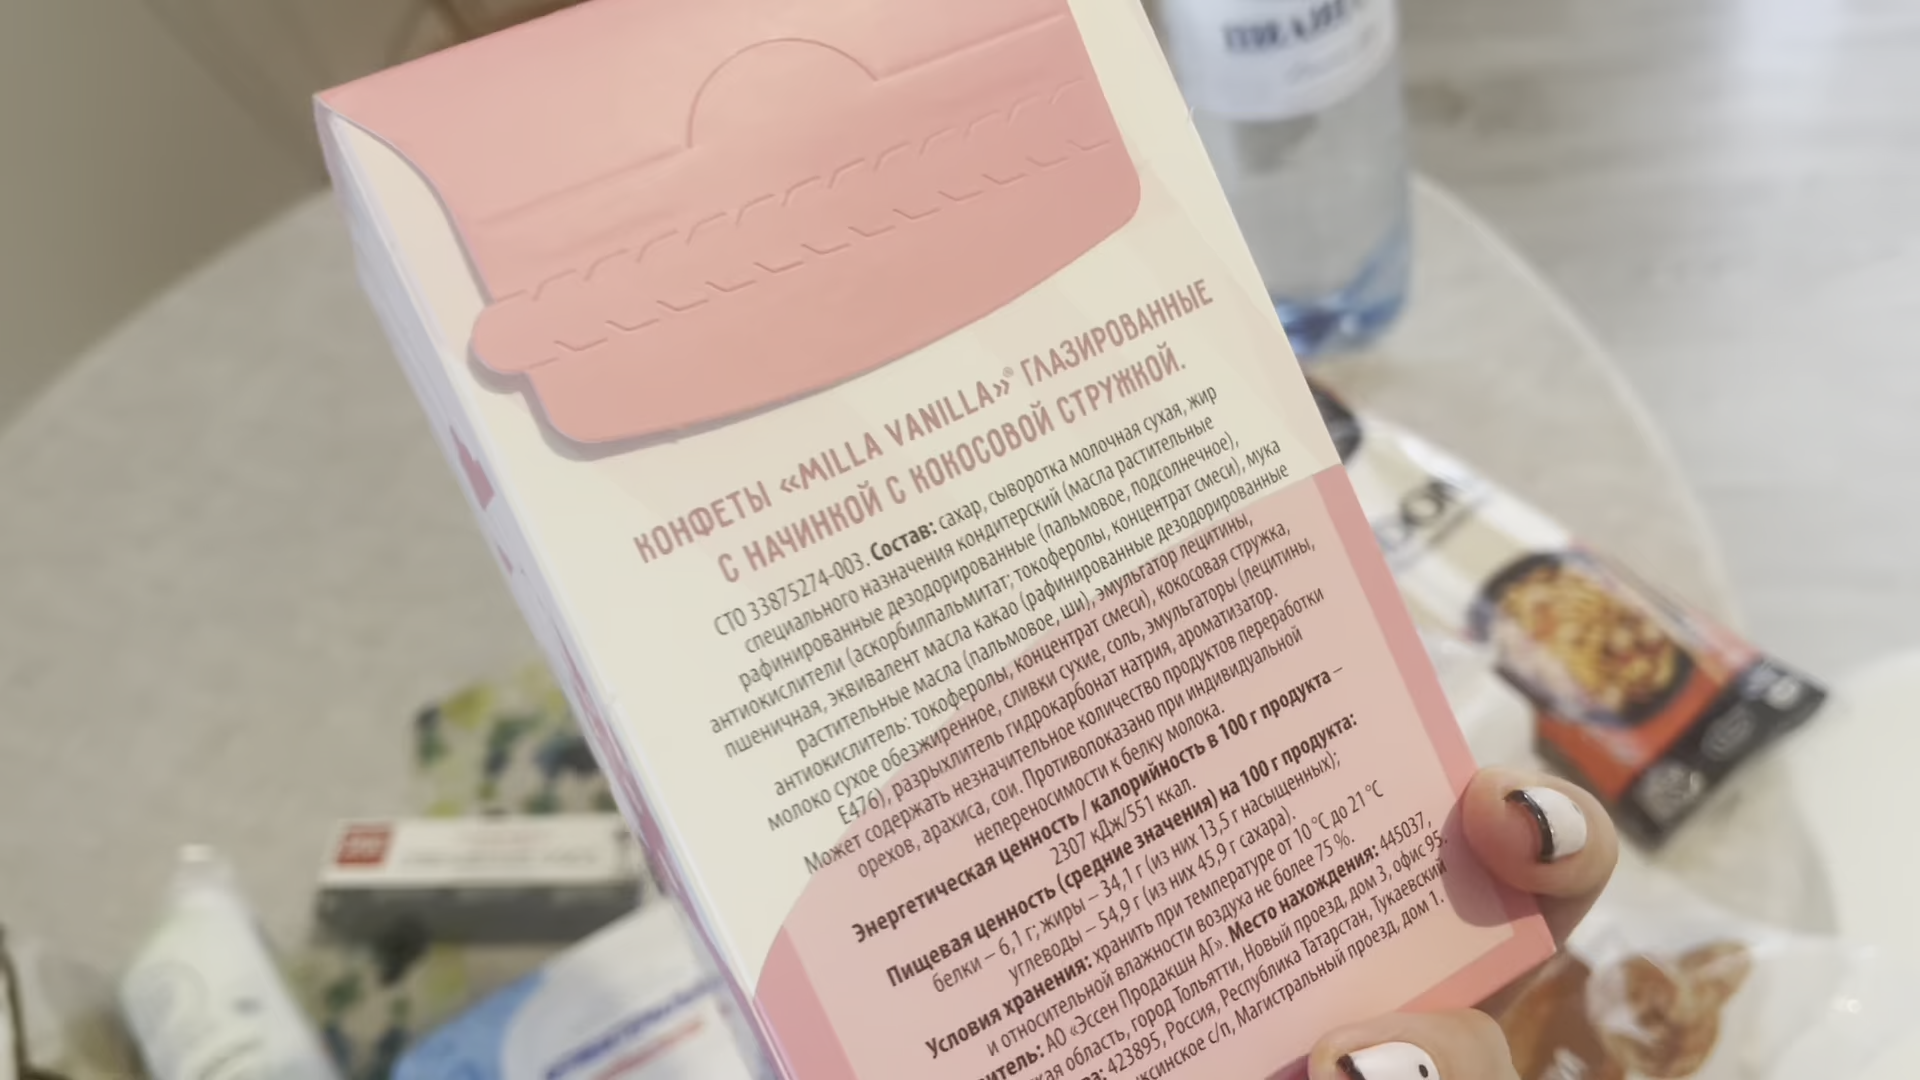 КОНФЕТЫ «MILLA VANILLA»® ГЛАЗИРОВАННЫЕ
С НАЧИНКОЙ С КОКОСОВОЙ СТРУЖКОЙ.
СТО 33875274-003. Состав: сахар, сыворотка молочная сухая, жир
специального назначения кондитерский (масла растительные
рафинированные дезодорированные (пальмовое, подсолнечное),
антиокислители (аскорбилпальмитат; токоферолы, концентрат смеси), мука
пшеничная, эквивалент масла какао (рафинированные дезодорированные
растительные масла (пальмовое, ши), эмульгатор лецитины,
антиокислитель: токоферолы, концентрат смеси), кокосовая стружка,
молоко сухое обезжиренное, сливки сухие, соль, эмульгаторы (лецитины,
Е476), разрыхлитель гидрокарбонат натрия, ароматизатор.
Может содержать незначительное количество продуктов переработки
орехов, арахиса, сои. Противопоказано при индивидуальной
непереносимости к белку молока.
Энергетическая ценность / калорийность в 100 г продукта –
2307 кДж/551 ккал.
Пищевая ценность (средние значения) на 100 г продукта:
белки – 6,1 г; жиры – 34,1 г (из них 13,5 г насыщенных);
углеводы – 54,9 г (из них 45,9 г сахара).
Условия хранения: хранить при температуре от 10 °С до 21 °С
и относительной влажности воздуха не более 75 %.
АО «Эссен Продакшн АГ». Место нахождения: 445037,
область, город Тольятти, Новый проезд, дом 3, офис 95.
423895, Россия, Республика Татарстан, Тукаевский
с/п, Магистральный проезд, дом 1.